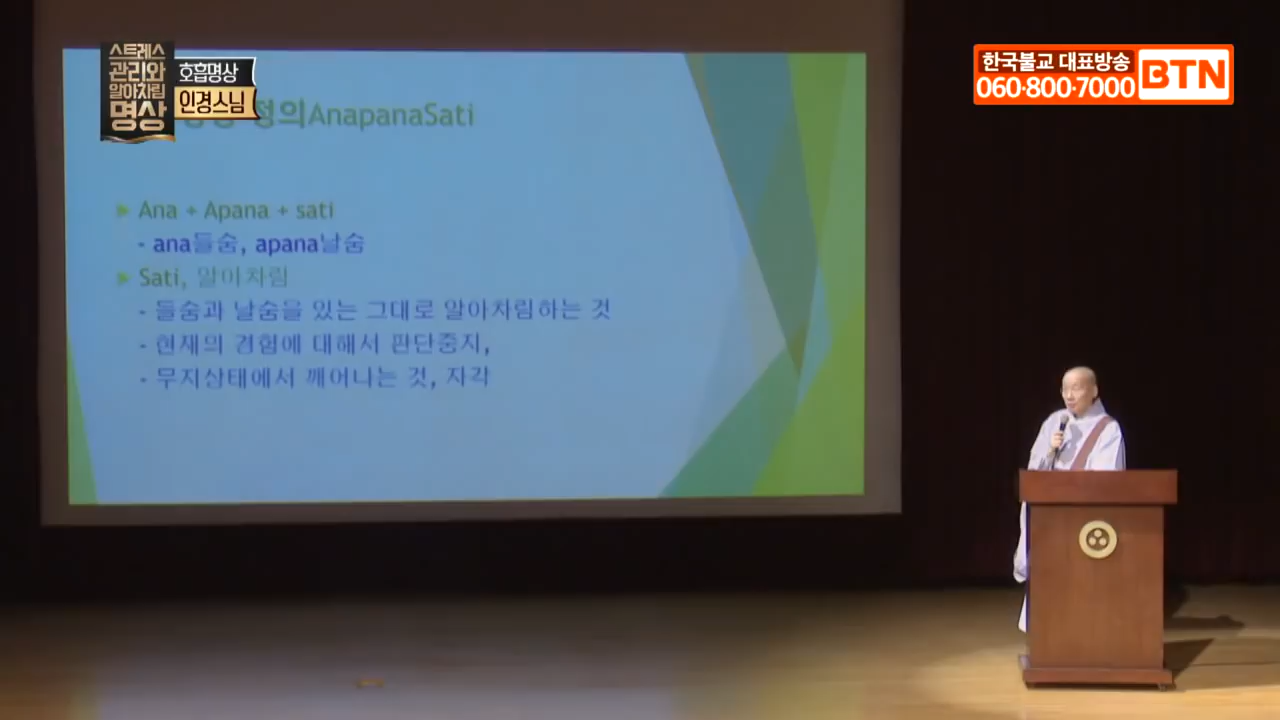 스트레스
관리와
알아차림
명상
호흡명상
인경스님
한국불교 대표방송
060·800·7000
BTN
정의AnapanaSati
Ana + Apana + sati
- ana들숨, apana날숨
Sati, 알아차림
- 들숨과 날숨을 있는 그대로 알아차림하는 것
- 현재의 경험에 대해서 판단중지,
- 무지상태에서 깨어나는 것, 자각